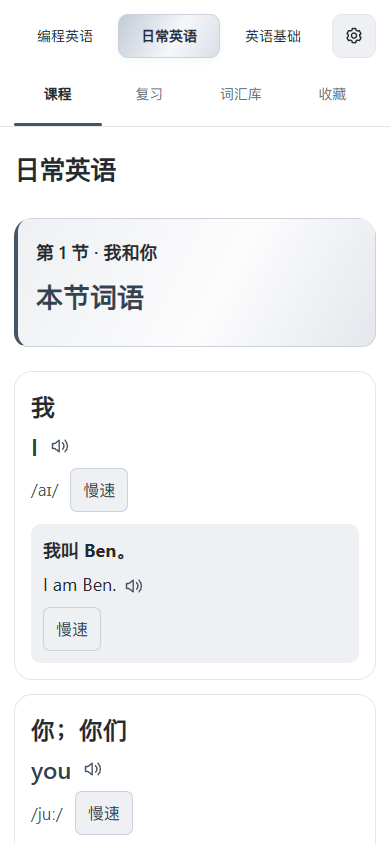 编程英语 日常英语 英语基础
课程 复习 词汇库 收藏
日常英语
第 1 节 · 我和你
本节词语
我
I
/aɪ/ 慢速
我叫 Ben。
I am Ben.
慢速
你；你们
you
/juː/ 慢速